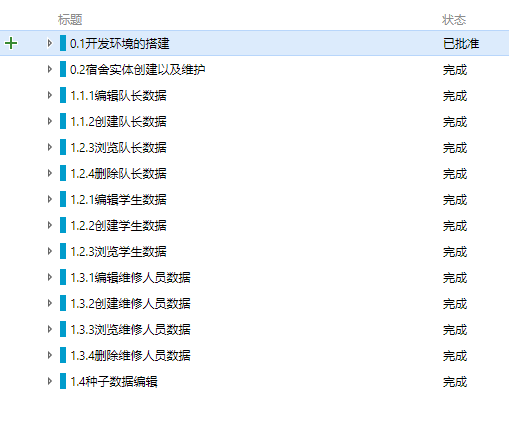 标题 状态
0.1开发环境的搭建 已批准
0.2宿舍实体创建以及维护 完成
1.1.1编辑队长数据 完成
1.1.2创建队长数据 完成
1.2.3浏览队长数据 完成
1.2.4删除队长数据 完成
1.2.1编辑学生数据 完成
1.2.2创建学生数据 完成
1.2.3浏览学生数据 完成
1.3.1编辑维修人员数据 完成
1.3.2创建维修人员数据 完成
1.3.3浏览维修人员数据 完成
1.3.4删除维修人员数据 完成
1.4种子数据编辑 完成